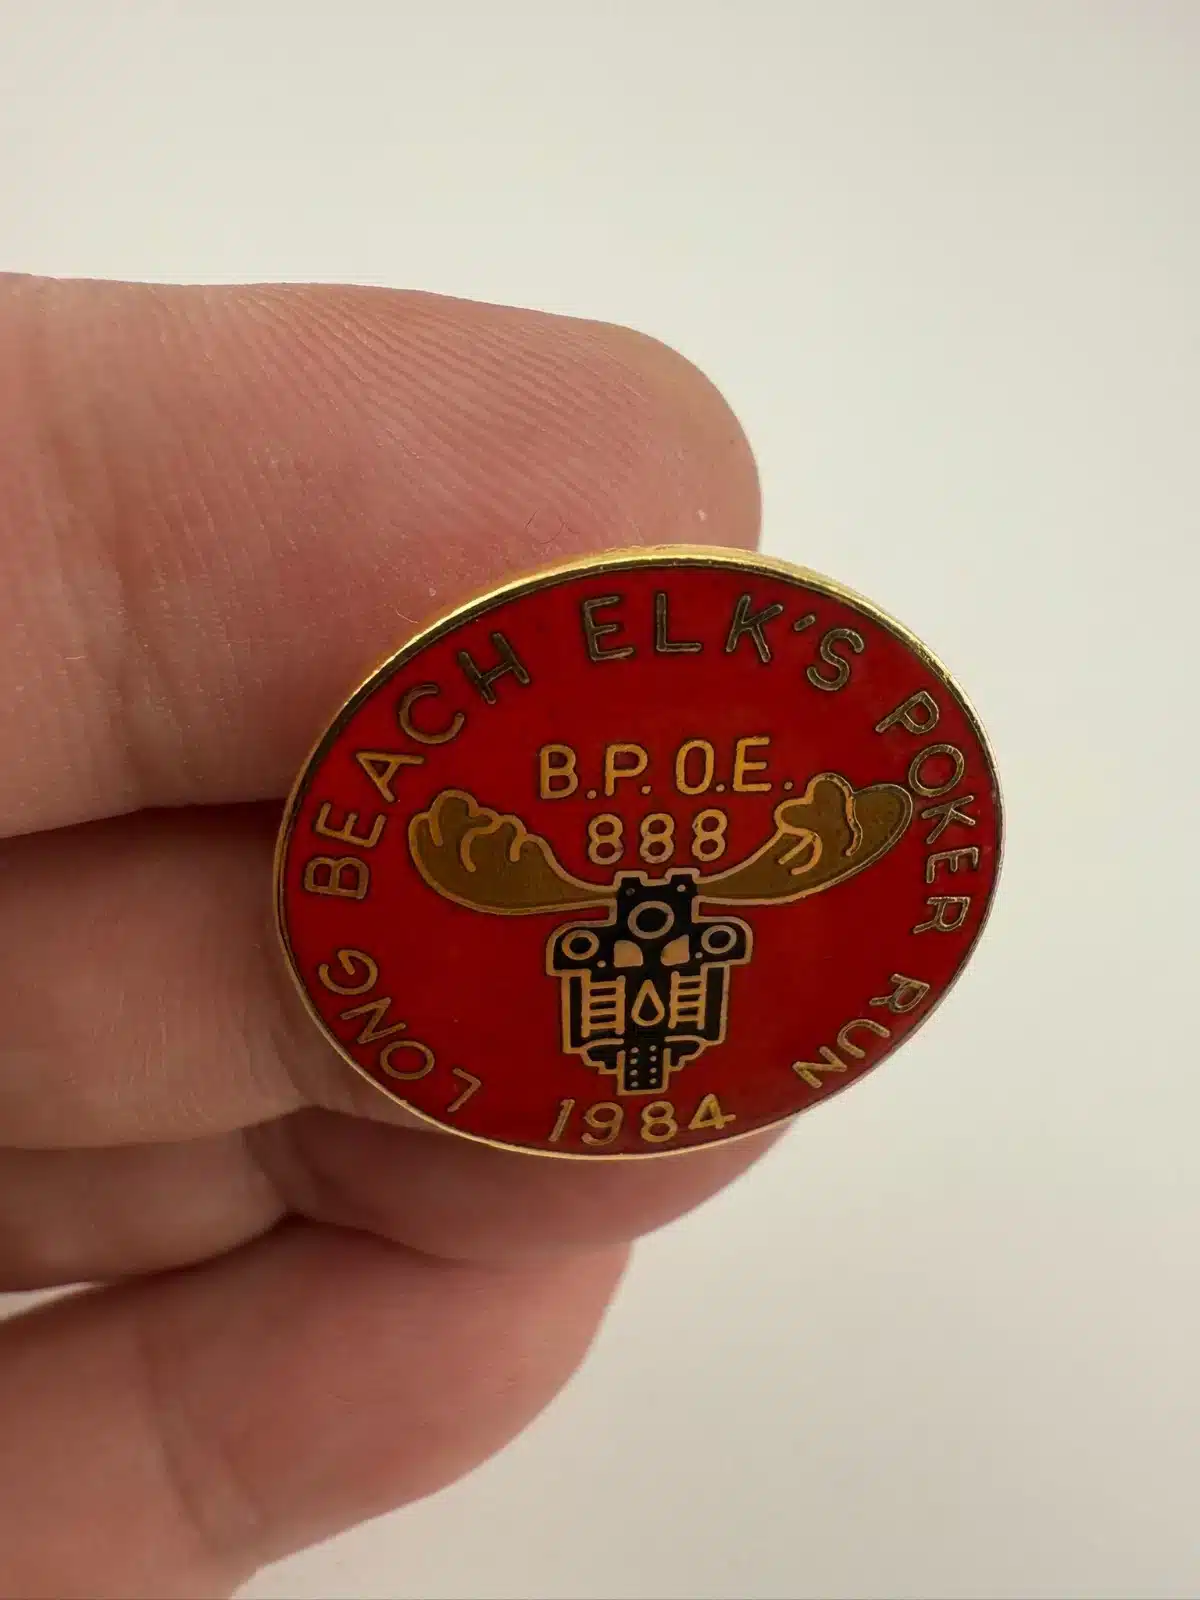 LONG BEACH ELK'S POKER RUN
B.P.O.E.
888
1984